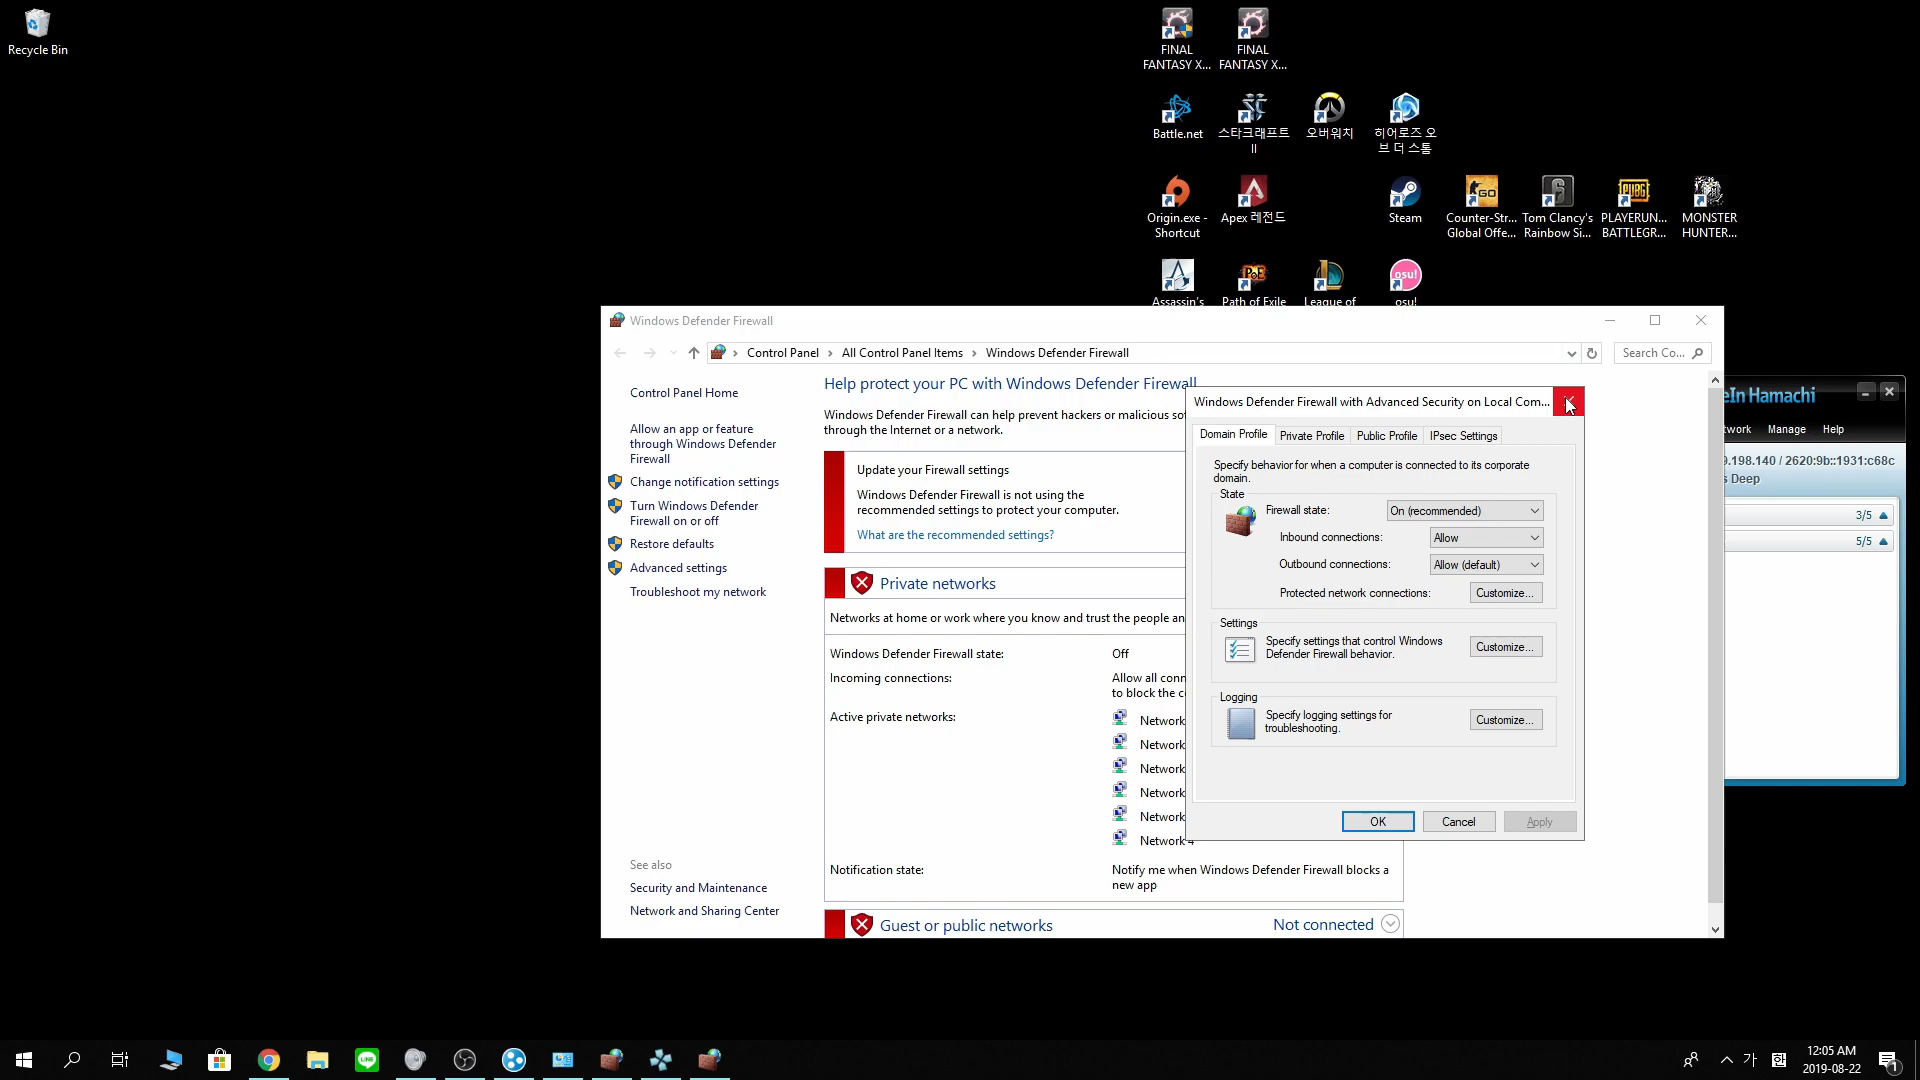 Recycle Bin
FINAL
FANTASY X...
FINAL
FANTASY X...
Battle.net
스타크래프트
II
오버워치
히어로즈 오
브 더 스톰
Origin.exe -
Shortcut
Apex 레전드
Steam
GO
Counter-Str...
Global Offe...
6
Tom Clancy's
Rainbow Si...
PUBG
PLAYERUN...
BATTLEGR...
MONSTER
HUNTER...
Assassin's
PoE
Path of Exile
League of
osu!
osu!
Windows Defender Firewall
Control Panel
All Control Panel Items
Windows Defender Firewall
Search Co...
Control Panel Home
Allow an app or feature
through Windows Defender
Firewall
Change notification settings
Turn Windows Defender
Firewall on or off
Restore defaults
Advanced settings
Troubleshoot my network
See also
Security and Maintenance
Network and Sharing Center
Help protect your PC with Windows Defender Firewall
Windows Defender Firewall can help prevent hackers or malicious sof
through the Internet or a network.
Update your Firewall settings
Windows Defender Firewall is not using the
recommended settings to protect your computer.
What are the recommended settings?
Private networks
Networks at home or work where you know and trust the people an
Windows Defender Firewall state:
Off
Incoming connections:
Allow all conn
to block the co
Active private networks:
Network
Network
Network
Network
Network
Network 4
Notification state:
Notify me when Windows Defender Firewall blocks a
new app
Guest or public networks
Not connected
Windows Defender Firewall with Advanced Security on Local Com...
Domain Profile
Private Profile
Public Profile
IPsec Settings
Specify behavior for when a computer is connected to its corporate
domain.
State
Firewall state:
On (recommended)
Inbound connections:
Allow
Outbound connections:
Allow (default)
Protected network connections:
Customize...
Settings
Specify settings that control Windows
Defender Firewall behavior.
Customize...
Logging
Specify logging settings for
troubleshooting.
Customize...
OK
Cancel
Apply
eIn Hamachi
twork
Manage
Help
9.198.140 / 2620:9b::1931:c68c
s Deep
3/5
5/5
LINE
가
한
12:05 AM
2019-08-22
1